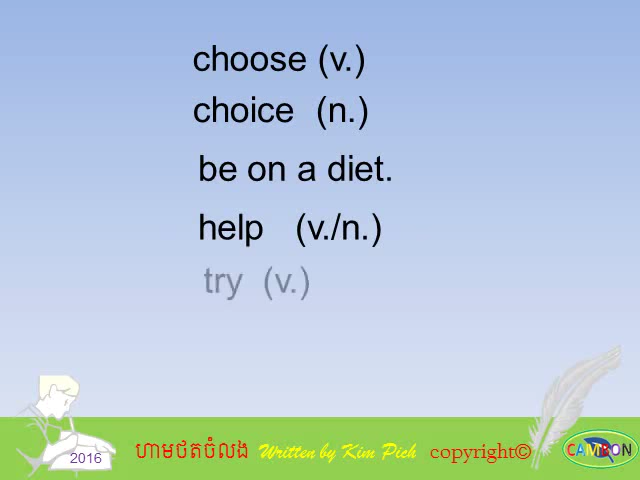 choose (v.)
choice (n.)
be on a diet.
help (v./n.)
try (v.)
2016 ហាមថតចំលង Written by Kim Pich copyright© CAMBON